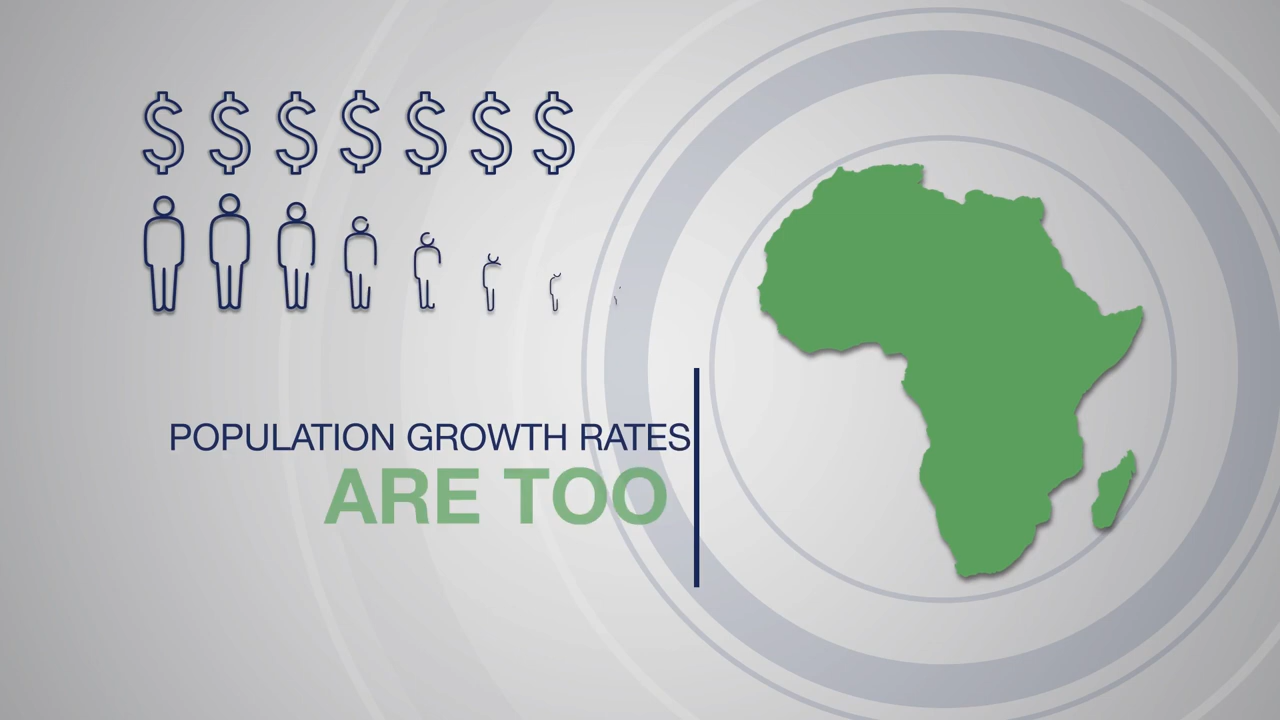 $ $ $ $ $ $ $
POPULATION GROWTH RATES
ARE TOO